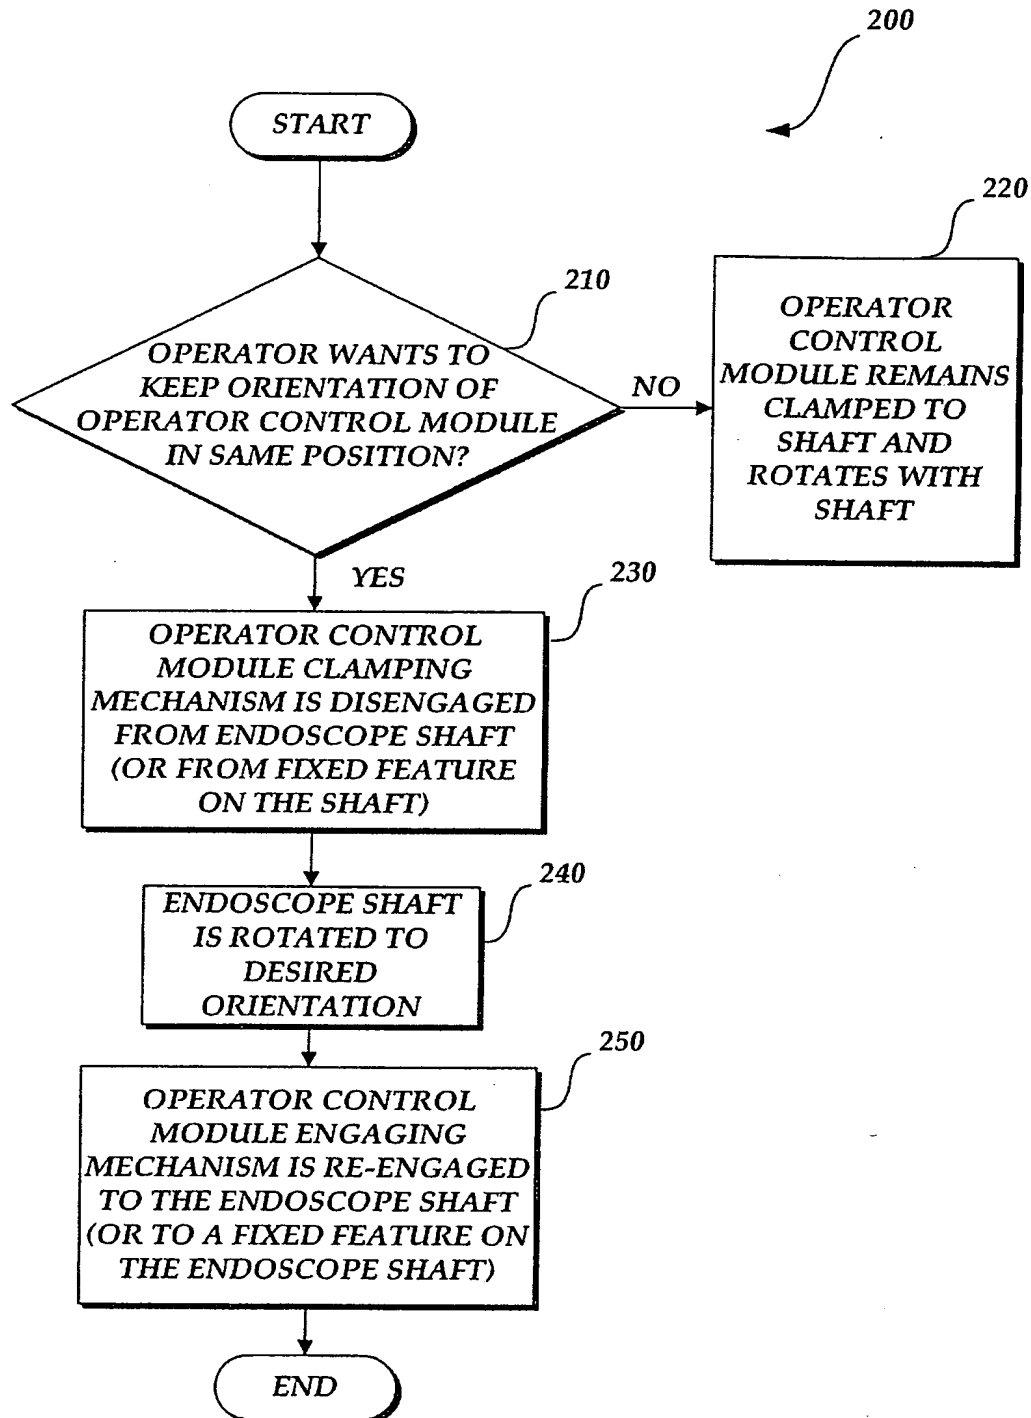 200
START
220
210
OPERATOR WANTS TO
KEEP ORIENTATION OF
OPERATOR CONTROL MODULE
IN SAME POSITION?
NO
OPERATOR
CONTROL
MODULE REMAINS
CLAMPED TO
SHAFT AND
ROTATES WITH
SHAFT
YES
230
OPERATOR CONTROL
MODULE CLAMPING
MECHANISM IS DISENGAGED
FROM ENDOSCOPE SHAFT
(OR FROM FIXED FEATURE
ON THE SHAFT)
240
ENDOSCOPE SHAFT
IS ROTATED TO
DESIRED
ORIENTATION
250
OPERATOR CONTROL
MODULE ENGAGING
MECHANISM IS RE-ENGAGED
TO THE ENDOSCOPE SHAFT
(OR TO A FIXED FEATURE ON
THE ENDOSCOPE SHAFT)
END